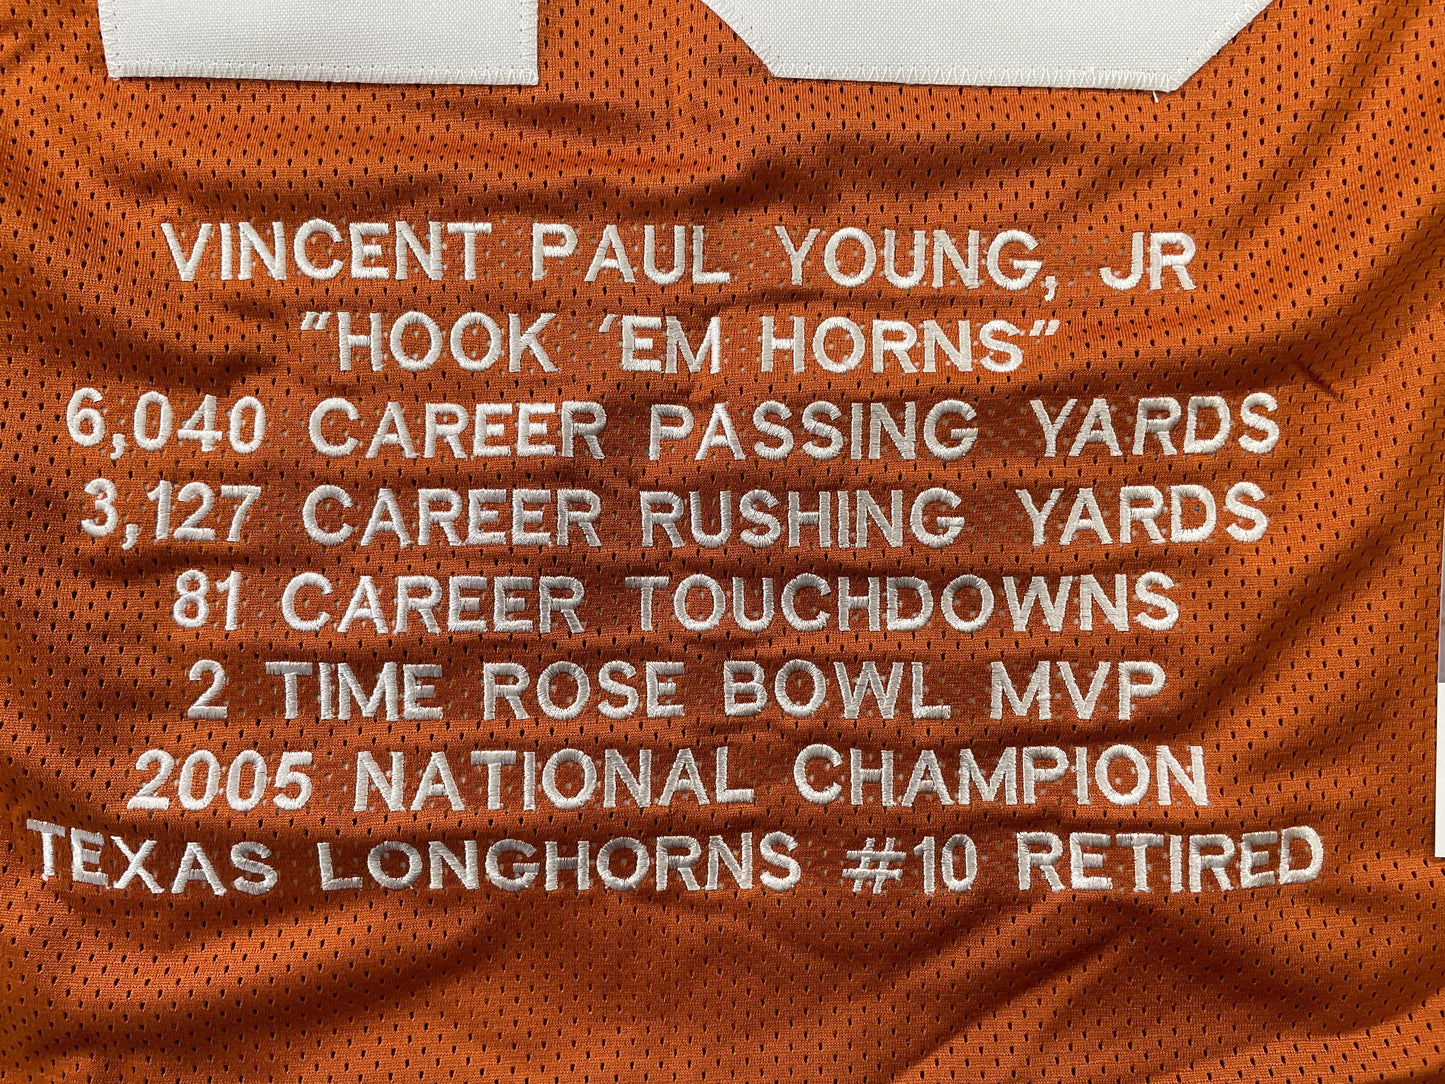 VINCENT PAUL YOUNG, JR
"HOOK 'EM HORNS"
6,040 CAREER PASSING YARDS
3,127 CAREER RUSHING YARDS
81 CAREER TOUCHDOWNS
2 TIME ROSE BOWL MVP
2005 NATIONAL CHAMPION
TEXAS LONGHORNS #10 RETIRED